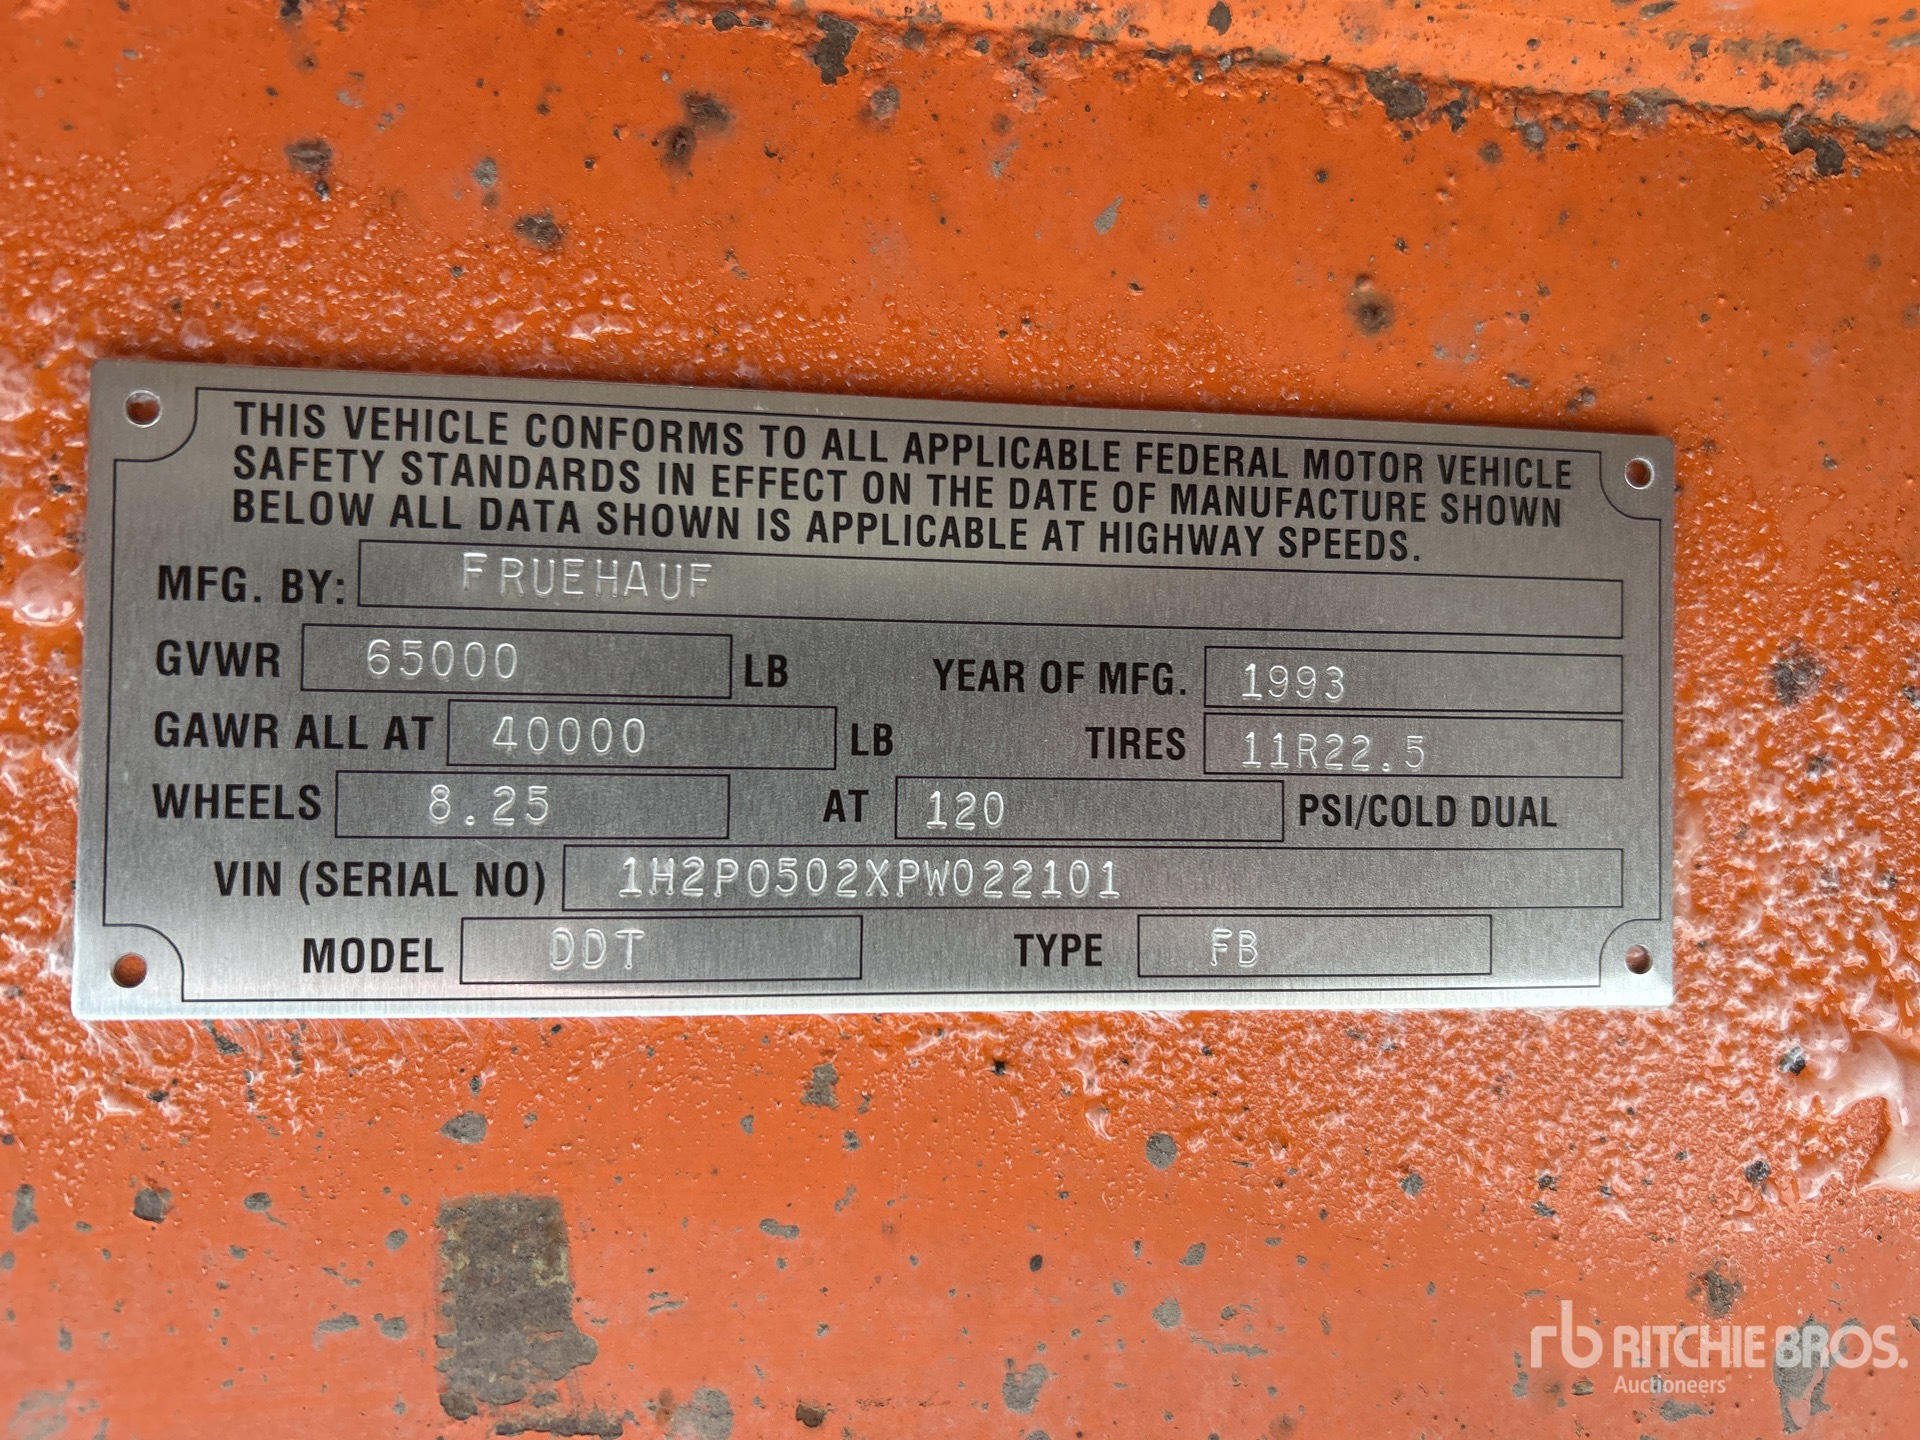 THIS VEHICLE CONFORMS TO ALL APPLICABLE FEDERAL MOTOR VEHICLE
SAFETY STANDARDS IN EFFECT ON THE DATE OF MANUFACTURE SHOWN
BELOW ALL DATA SHOWN IS APPLICABLE AT HIGHWAY SPEEDS.
MFG. BY: FRUEHAUF
GVWR 65000 LB YEAR OF MFG. 1993
GAWR ALL AT 40000 LB TIRES 11R22.5
WHEELS 8.25 AT 120 PSI/COLD DUAL
VIN (SERIAL NO) 1H2P0502XPW022101
MODEL DDT TYPE FB
rb RITCHIE BROS.
Auctioneers